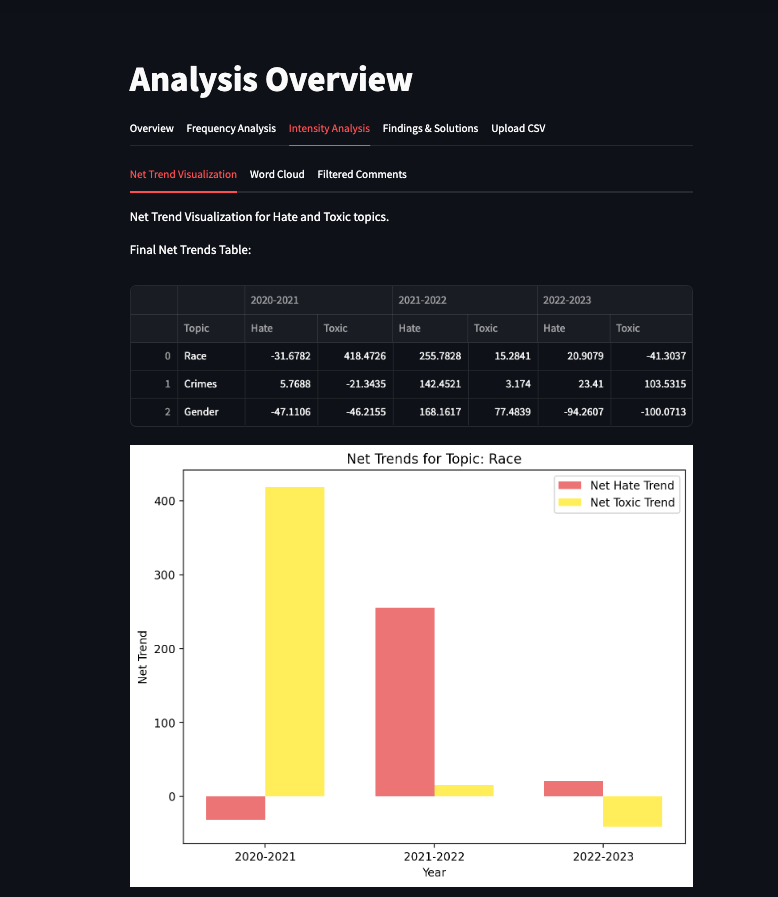 Analysis Overview
Overview Frequency Analysis Intensity Analysis Findings & Solutions Upload CSV
Net Trend Visualization Word Cloud Filtered Comments
Net Trend Visualization for Hate and Toxic topics.
Final Net Trends Table:
2020-2021 2021-2022 2022-2023
Topic Hate Toxic Hate Toxic Hate Toxic
0 Race -31.6782 418.4726 255.7828 15.2841 20.9079 -41.3037
1 Crimes 5.7688 -21.3435 142.4521 3.174 23.41 103.5315
2 Gender -47.1106 -46.2155 168.1617 77.4839 -94.2607 -100.0713
Net Trends for Topic: Race
Net Hate Trend
Net Toxic Trend
400
300
200
100
0
Net Trend
2020-2021 2021-2022 2022-2023
Year